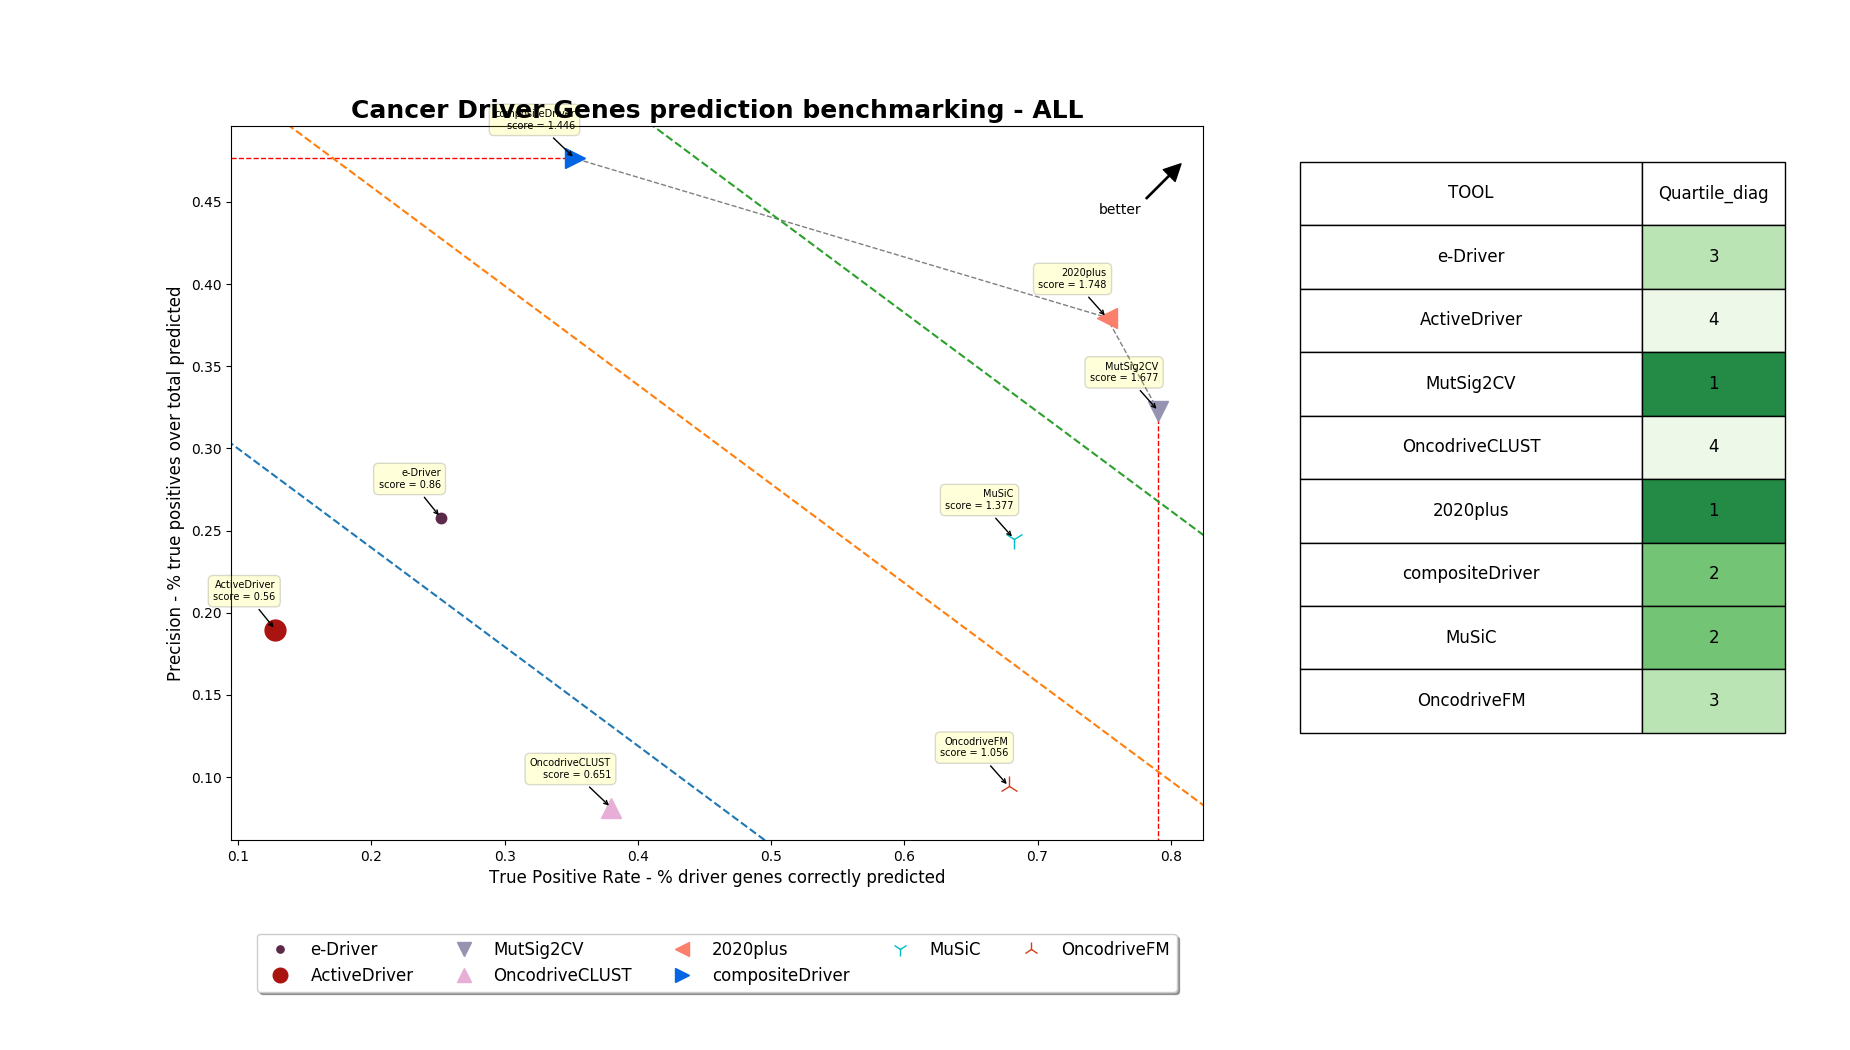 Cancer Driver Genes prediction benchmarking - ALL
compositeDriver
score = 1.446
better
2020plus
score = 1.748
MutSig2CV
score = 1.677
e-Driver
score = 0.86
MuSiC
score = 1.377
ActiveDriver
score = 0.56
OncodriveFM
score = 1.056
OncodriveCLUST
score = 0.651
Precision - % true positives over total predicted
0.45
0.40
0.35
0.30
0.25
0.20
0.15
0.10
0.1 0.2 0.3 0.4 0.5 0.6 0.7 0.8
True Positive Rate - % driver genes correctly predicted
e-Driver MutSig2CV 2020plus MuSiC OncodriveFM
ActiveDriver OncodriveCLUST compositeDriver
TOOL Quartile_diag
e-Driver 3
ActiveDriver 4
MutSig2CV 1
OncodriveCLUST 4
2020plus 1
compositeDriver 2
MuSiC 2
OncodriveFM 3